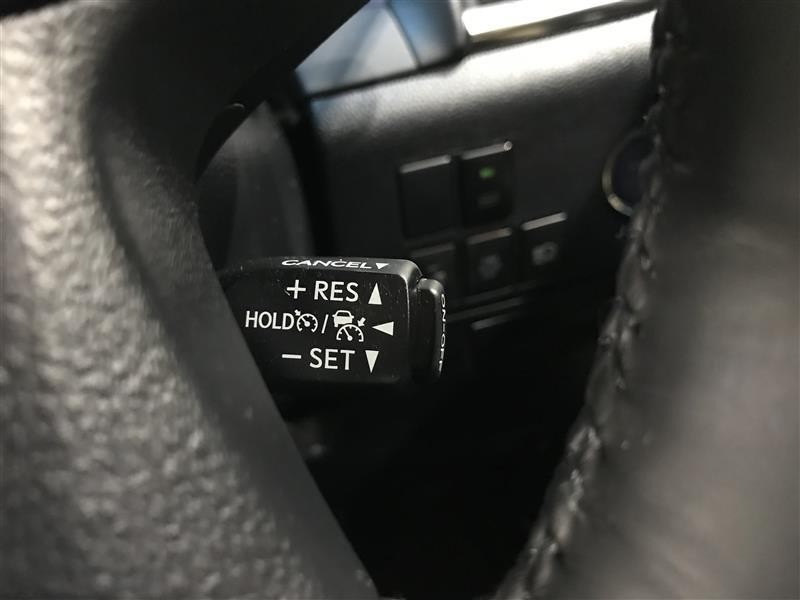 CANCEL▼
+ RES ▲
HOLD / ◀
− SET ▼
ON-OFF